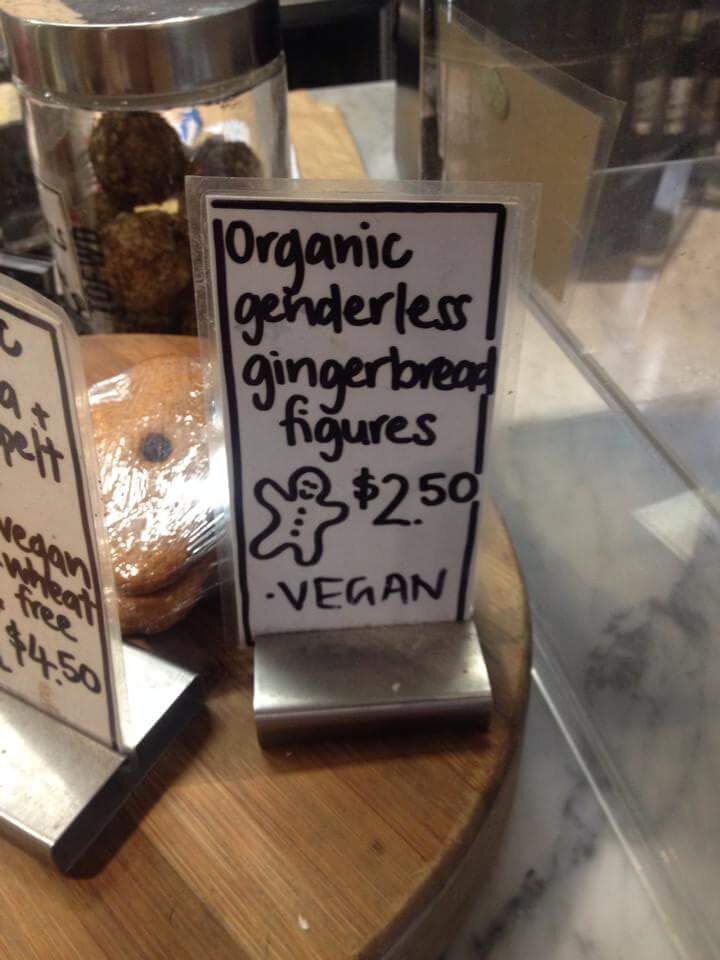 Organic
genderless
gingerbread
figures
$2.50
·VEGAN
a +
pelt
vegan
wheat
free
$4.50